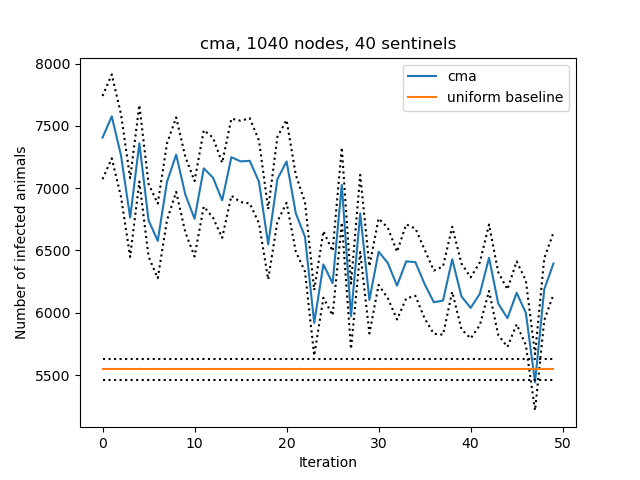 cma, 1040 nodes, 40 sentinels
cma
uniform baseline
8000
7500
7000
6500
6000
5500
Number of infected animals
0 10 20 30 40 50
Iteration